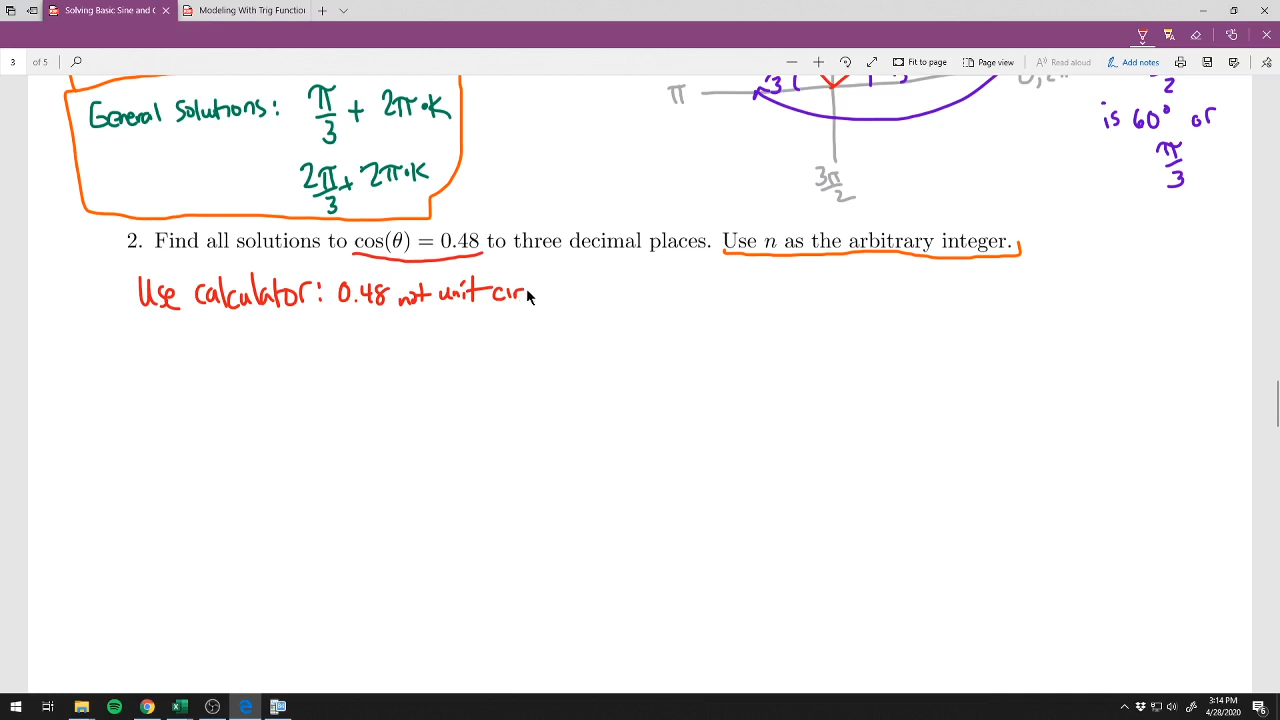 Solving Basic Sine and C
Modeling With Trig Function
3 of 5
Fit to page
Page view
Read aloud
Add notes
General Solutions: π/3 + 2π·K
2π/3 + 2π·K
π
3π/2
2
is 60° or
π/3
2. Find all solutions to cos(θ) = 0.48 to three decimal places. Use n as the arbitrary integer.
Use calculator: 0.48 not unit cir
3:14 PM
4/28/2020